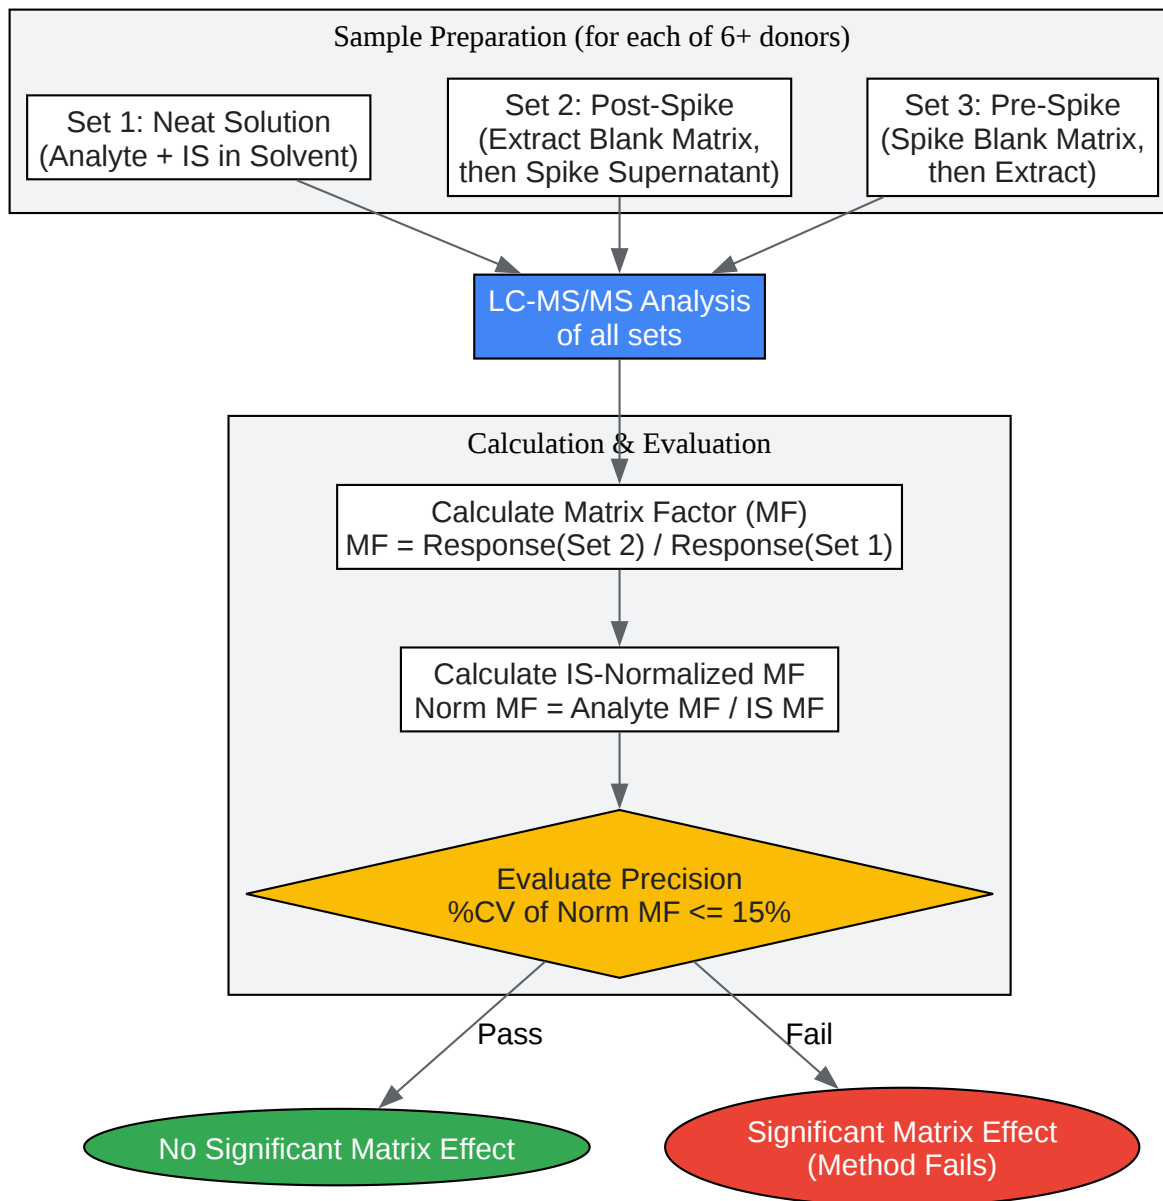 Sample Preparation (for each of 6+ donors)
Set 1: Neat Solution
(Analyte + IS in Solvent)
Set 2: Post-Spike
(Extract Blank Matrix,
then Spike Supernatant)
Set 3: Pre-Spike
(Spike Blank Matrix,
then Extract)
LC-MS/MS Analysis
of all sets
Calculation & Evaluation
Calculate Matrix Factor (MF)
MF = Response(Set 2) / Response(Set 1)
Calculate IS-Normalized MF
Norm MF = Analyte MF / IS MF
Evaluate Precision
%CV of Norm MF <= 15%
Pass
Fail
No Significant Matrix Effect
Significant Matrix Effect
(Method Fails)